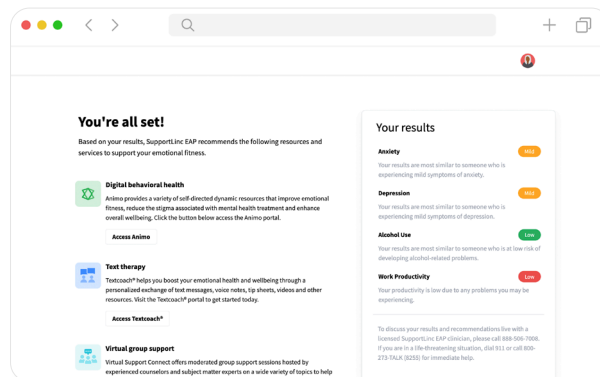 You're all set!
Based on your results, SupportLinc EAP recommends the following resources and
services to support your emotional fitness.
Digital behavioral health
Animo provides a variety of self-directed dynamic resources that improve emotional
fitness, reduce the stigma associated with mental health treatment and enhance
overall wellbeing. Click the button below access the Animo portal.
Access Animo
Text therapy
Textcoach® helps you boost your emotional health and wellbeing through a
personalized exchange of text messages, voice notes, tip sheets, videos and other
resources. Visit the Textcoach® portal to get started today.
Access Textcoach®
Virtual group support
Virtual Support Connect offers moderated group support sessions hosted by
experienced counselors and subject matter experts on a wide variety of topics to help
Your results
Anxiety Mild
Your results are most similar to someone who is
experiencing mild symptoms of anxiety.
Depression Mild
Your results are most similar to someone who is
experiencing mild symptoms of depression.
Alcohol Use Low
Your results are most similar to someone who is at low risk of
developing alcohol-related problems.
Work Productivity Low
Your productivity is low due to any problems you may be
experiencing.
To discuss your results and recommendations live with a
licensed SupportLinc EAP clinician, please call 888-509-7008.
If you are in a life-threatening situation, dial 911 or call 800-
273-TALK (8255) for immediate help.